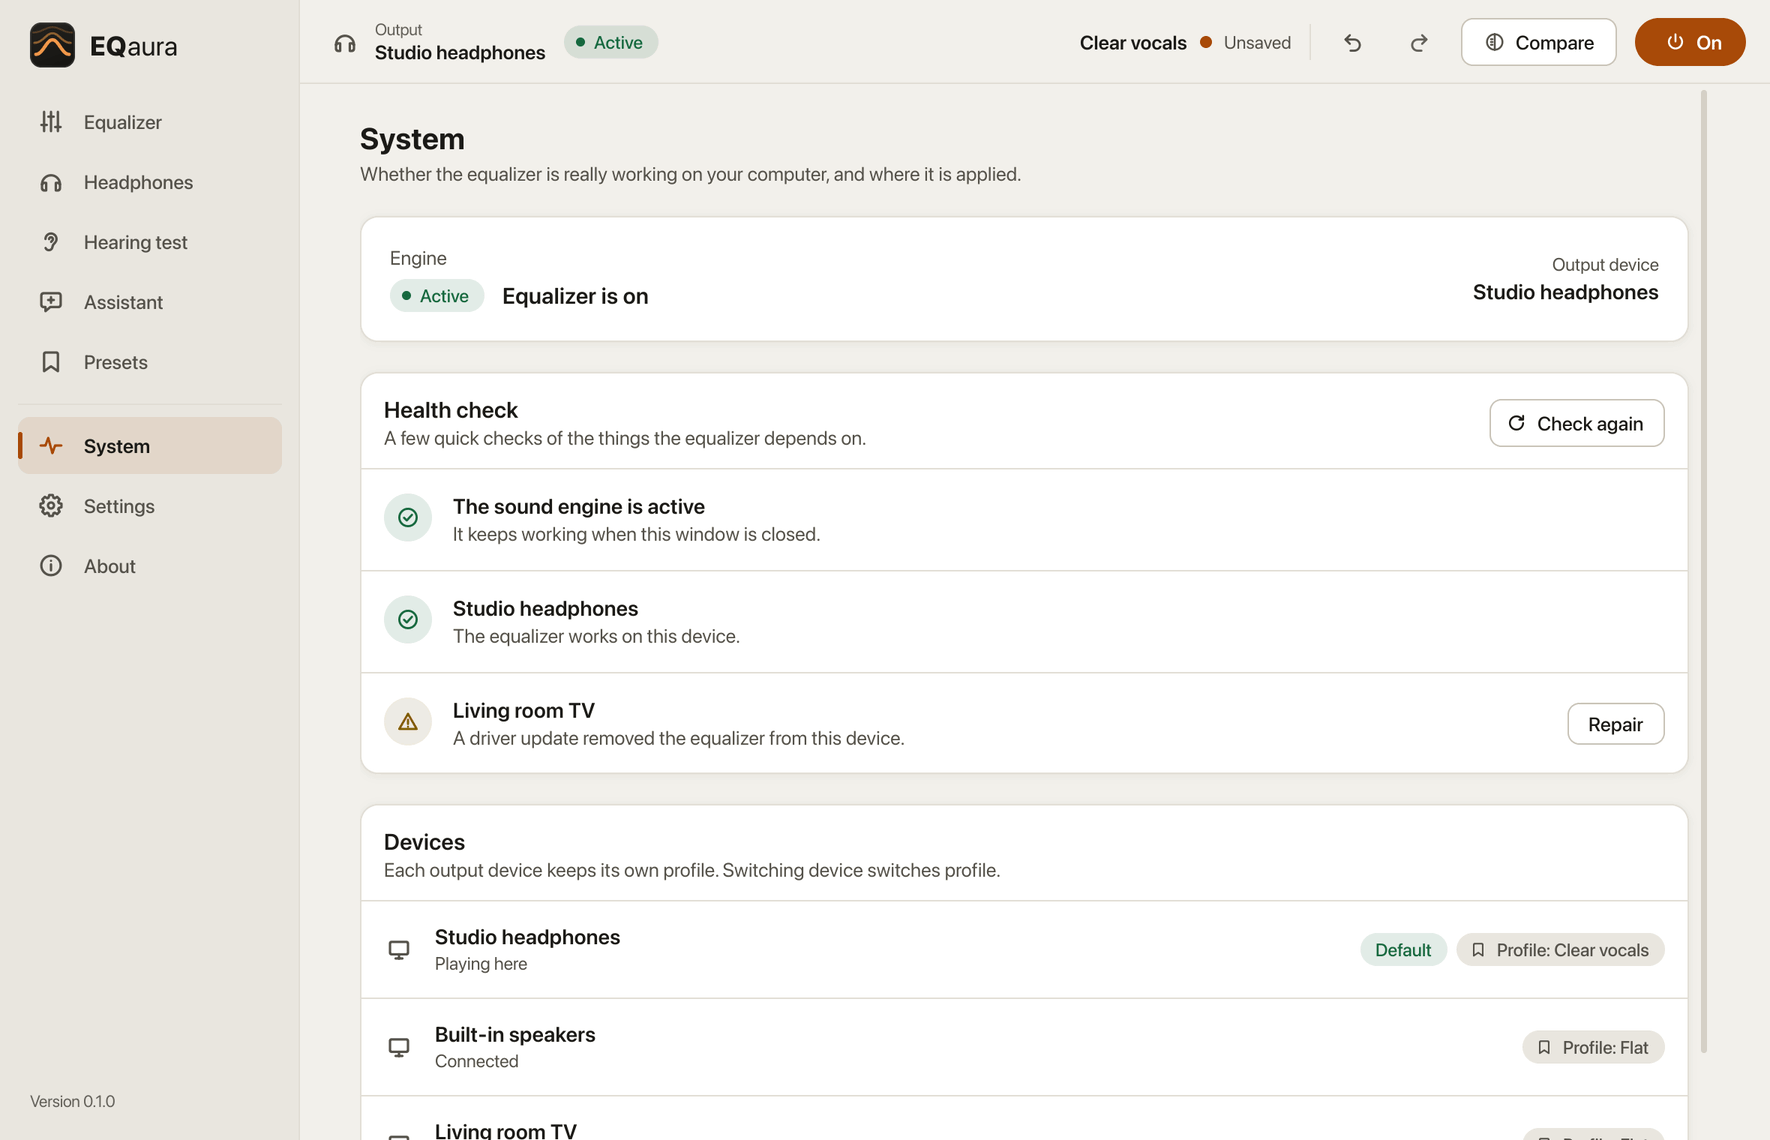 EQaura
Equalizer
Headphones
Hearing test
Assistant
Presets
System
Settings
About
Version 0.1.0
Output
Studio headphones
Active
Clear vocals
Unsaved
Compare
On
System
Whether the equalizer is really working on your computer, and where it is applied.
Engine
Active
Equalizer is on
Output device
Studio headphones
Health check
A few quick checks of the things the equalizer depends on.
Check again
The sound engine is active
It keeps working when this window is closed.
Studio headphones
The equalizer works on this device.
Living room TV
A driver update removed the equalizer from this device.
Repair
Devices
Each output device keeps its own profile. Switching device switches profile.
Studio headphones
Playing here
Default
Profile: Clear vocals
Built-in speakers
Connected
Profile: Flat
Living room TV